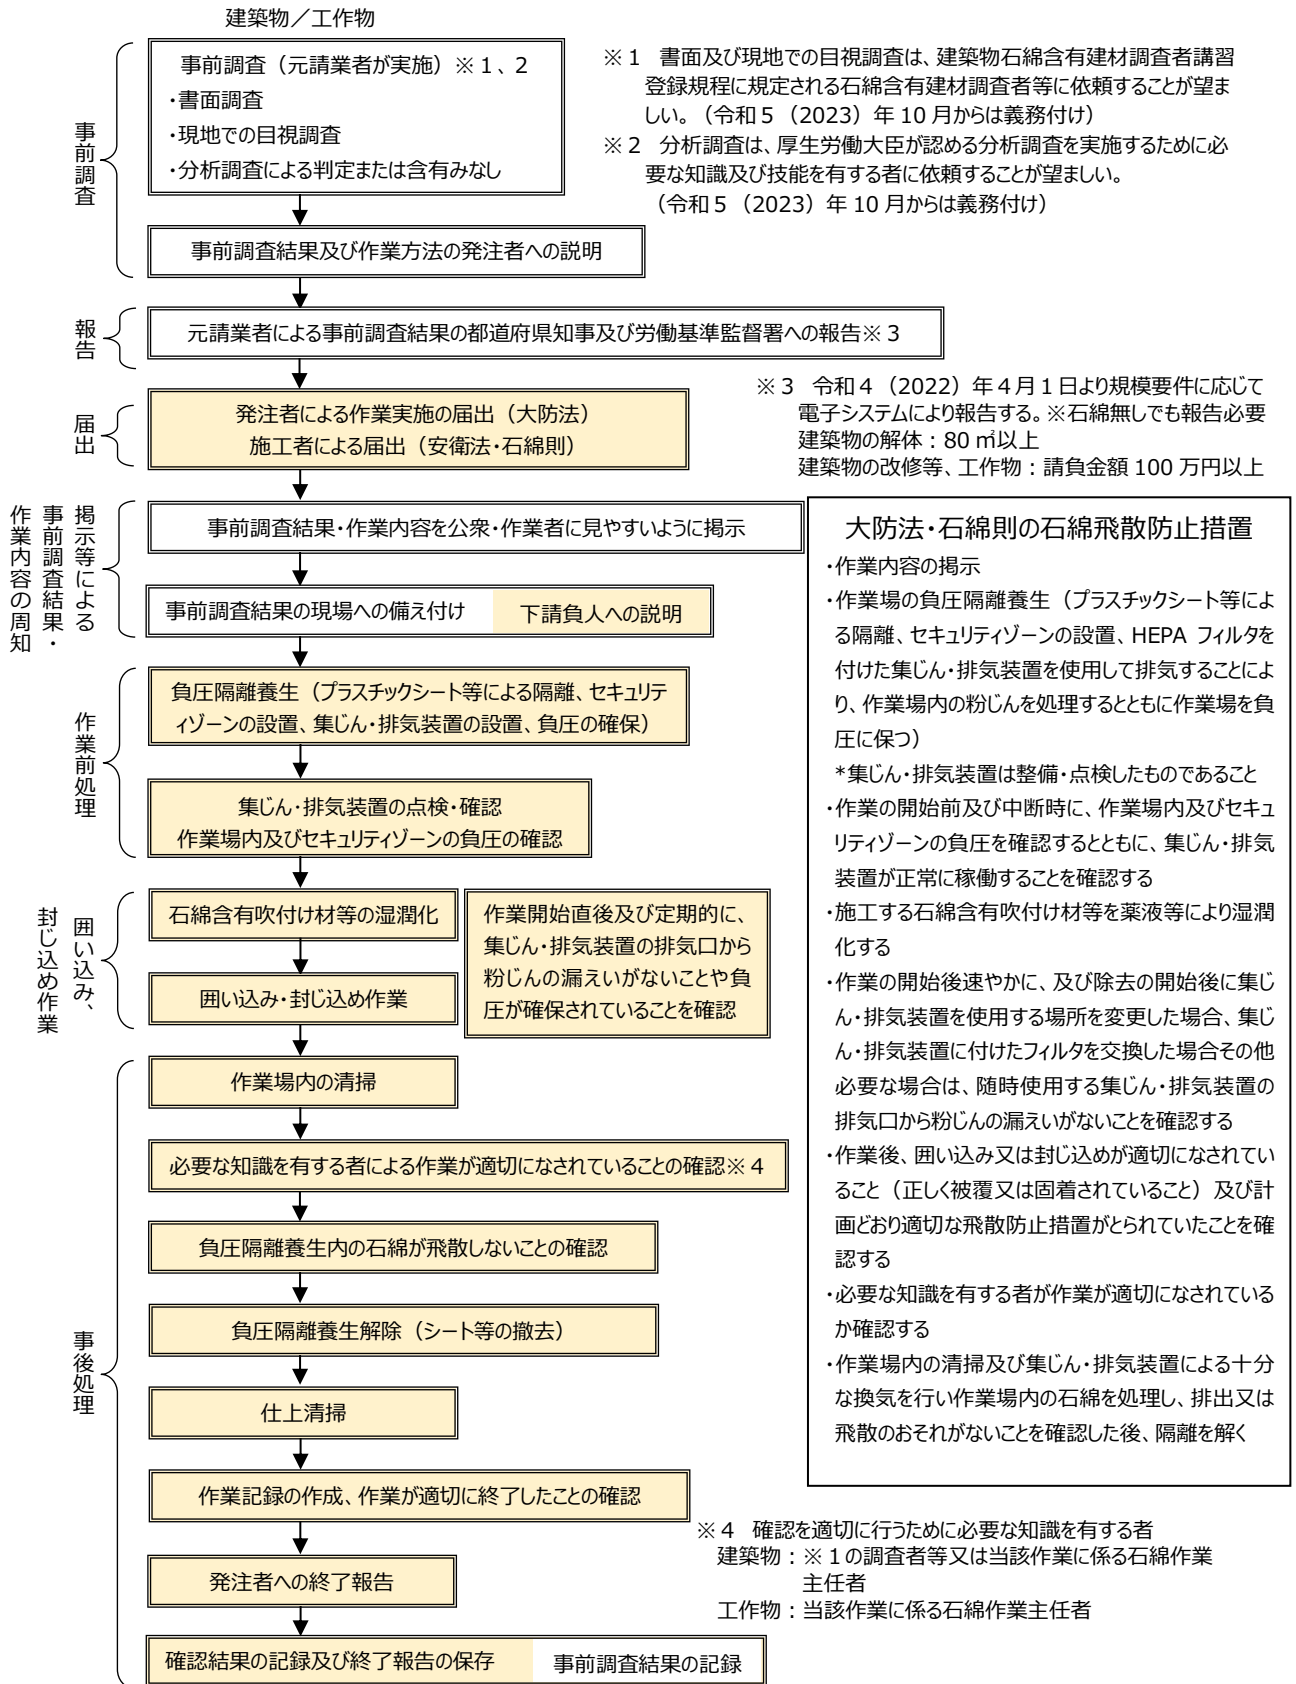 建築物／工作物
事前調査
事前調査（元請業者が実施）※１、２
・書面調査
・現地での目視調査
・分析調査による判定または含有みなし
※１　書面及び現地での目視調査は、建築物石綿含有建材調査者講習
登録規程に規定される石綿含有建材調査者等に依頼することが望ま
しい。（令和５（2023）年 10 月からは義務付け）
※２　分析調査は、厚生労働大臣が認める分析調査を実施するために必
要な知識及び技能を有する者に依頼することが望ましい。
（令和５（2023）年 10 月からは義務付け）
事前調査結果及び作業方法の発注者への説明
報告
元請業者による事前調査結果の都道府県知事及び労働基準監督署への報告※３
届出
発注者による作業実施の届出（大防法）
施工者による届出（安衛法・石綿則）
※３　令和４（2022）年４月１日より規模要件に応じて
電子システムにより報告する。※石綿無しでも報告必要
建築物の解体：80 ㎡以上
建築物の改修等、工作物：請負金額 100 万円以上
掲示等による
事前調査結果・
作業内容の周知
事前調査結果・作業内容を公衆・作業者に見やすいように掲示
事前調査結果の現場への備え付け
下請負人への説明
作業前処理
負圧隔離養生（プラスチックシート等による隔離、セキュリテ
ィゾーンの設置、集じん・排気装置の設置、負圧の確保）
集じん・排気装置の点検・確認
作業場内及びセキュリティゾーンの負圧の確認
囲い込み、
封じ込め作業
石綿含有吹付け材等の湿潤化
囲い込み・封じ込め作業
作業開始直後及び定期的に、
集じん・排気装置の排気口から
粉じんの漏えいがないことや負
圧が確保されていることを確認
事後処理
作業場内の清掃
必要な知識を有する者による作業が適切になされていることの確認※４
負圧隔離養生内の石綿が飛散しないことの確認
負圧隔離養生解除（シート等の撤去）
仕上清掃
作業記録の作成、作業が適切に終了したことの確認
発注者への終了報告
確認結果の記録及び終了報告の保存
事前調査結果の記録
大防法・石綿則の石綿飛散防止措置
・作業内容の掲示
・作業場の負圧隔離養生（プラスチックシート等によ
る隔離、セキュリティゾーンの設置、HEPA フィルタを
付けた集じん・排気装置を使用して排気することによ
り、作業場内の粉じんを処理するとともに作業場を負
圧に保つ）
*集じん・排気装置は整備・点検したものであること
・作業の開始前及び中断時に、作業場内及びセキュ
リティゾーンの負圧を確認するとともに、集じん・排気
装置が正常に稼働することを確認する
・施工する石綿含有吹付け材等を薬液等により湿潤
化する
・作業の開始後速やかに、及び除去の開始後に集じ
ん・排気装置を使用する場所を変更した場合、集じ
ん・排気装置に付けたフィルタを交換した場合その他
必要な場合は、随時使用する集じん・排気装置の
排気口から粉じんの漏えいがないことを確認する
・作業後、囲い込み又は封じ込めが適切になされてい
ること（正しく被覆又は固着されていること）及び計
画どおり適切な飛散防止措置がとられていたことを確
認する
・必要な知識を有する者が作業が適切になされている
か確認する
・作業場内の清掃及び集じん・排気装置による十分
な換気を行い作業場内の石綿を処理し、排出又は
飛散のおそれがないことを確認した後、隔離を解く
※４　確認を適切に行うために必要な知識を有する者
建築物：※１の調査者等又は当該作業に係る石綿作業
主任者
工作物：当該作業に係る石綿作業主任者